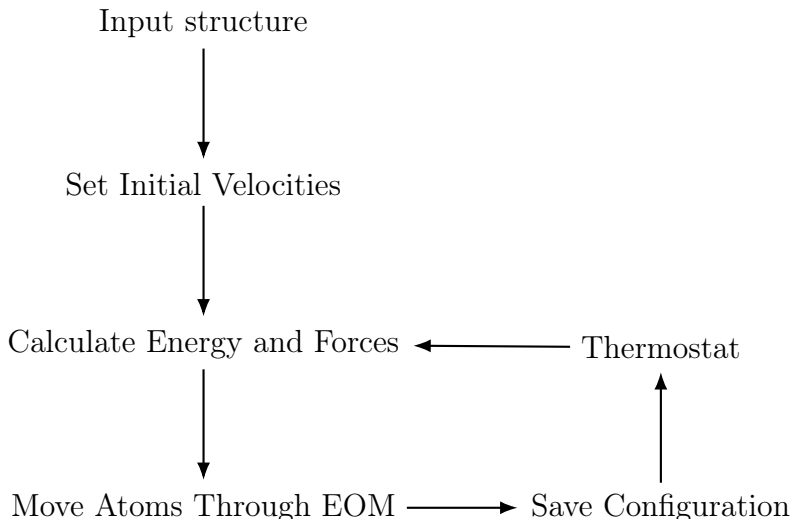 Input structure
Set Initial Velocities
Calculate Energy and Forces
Thermostat
Move Atoms Through EOM
Save Configuration